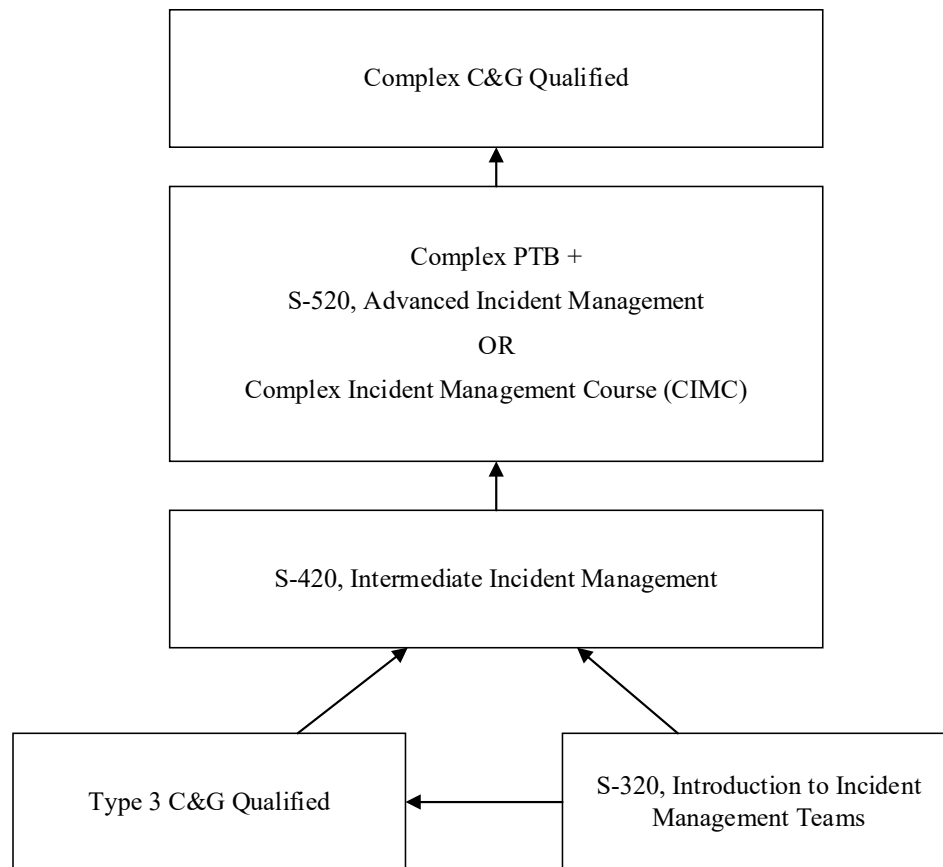 Complex C&G Qualified
Complex PTB +
S-520, Advanced Incident Management
OR
Complex Incident Management Course (CIMC)
S-420, Intermediate Incident Management
Type 3 C&G Qualified
S-320, Introduction to Incident
Management Teams